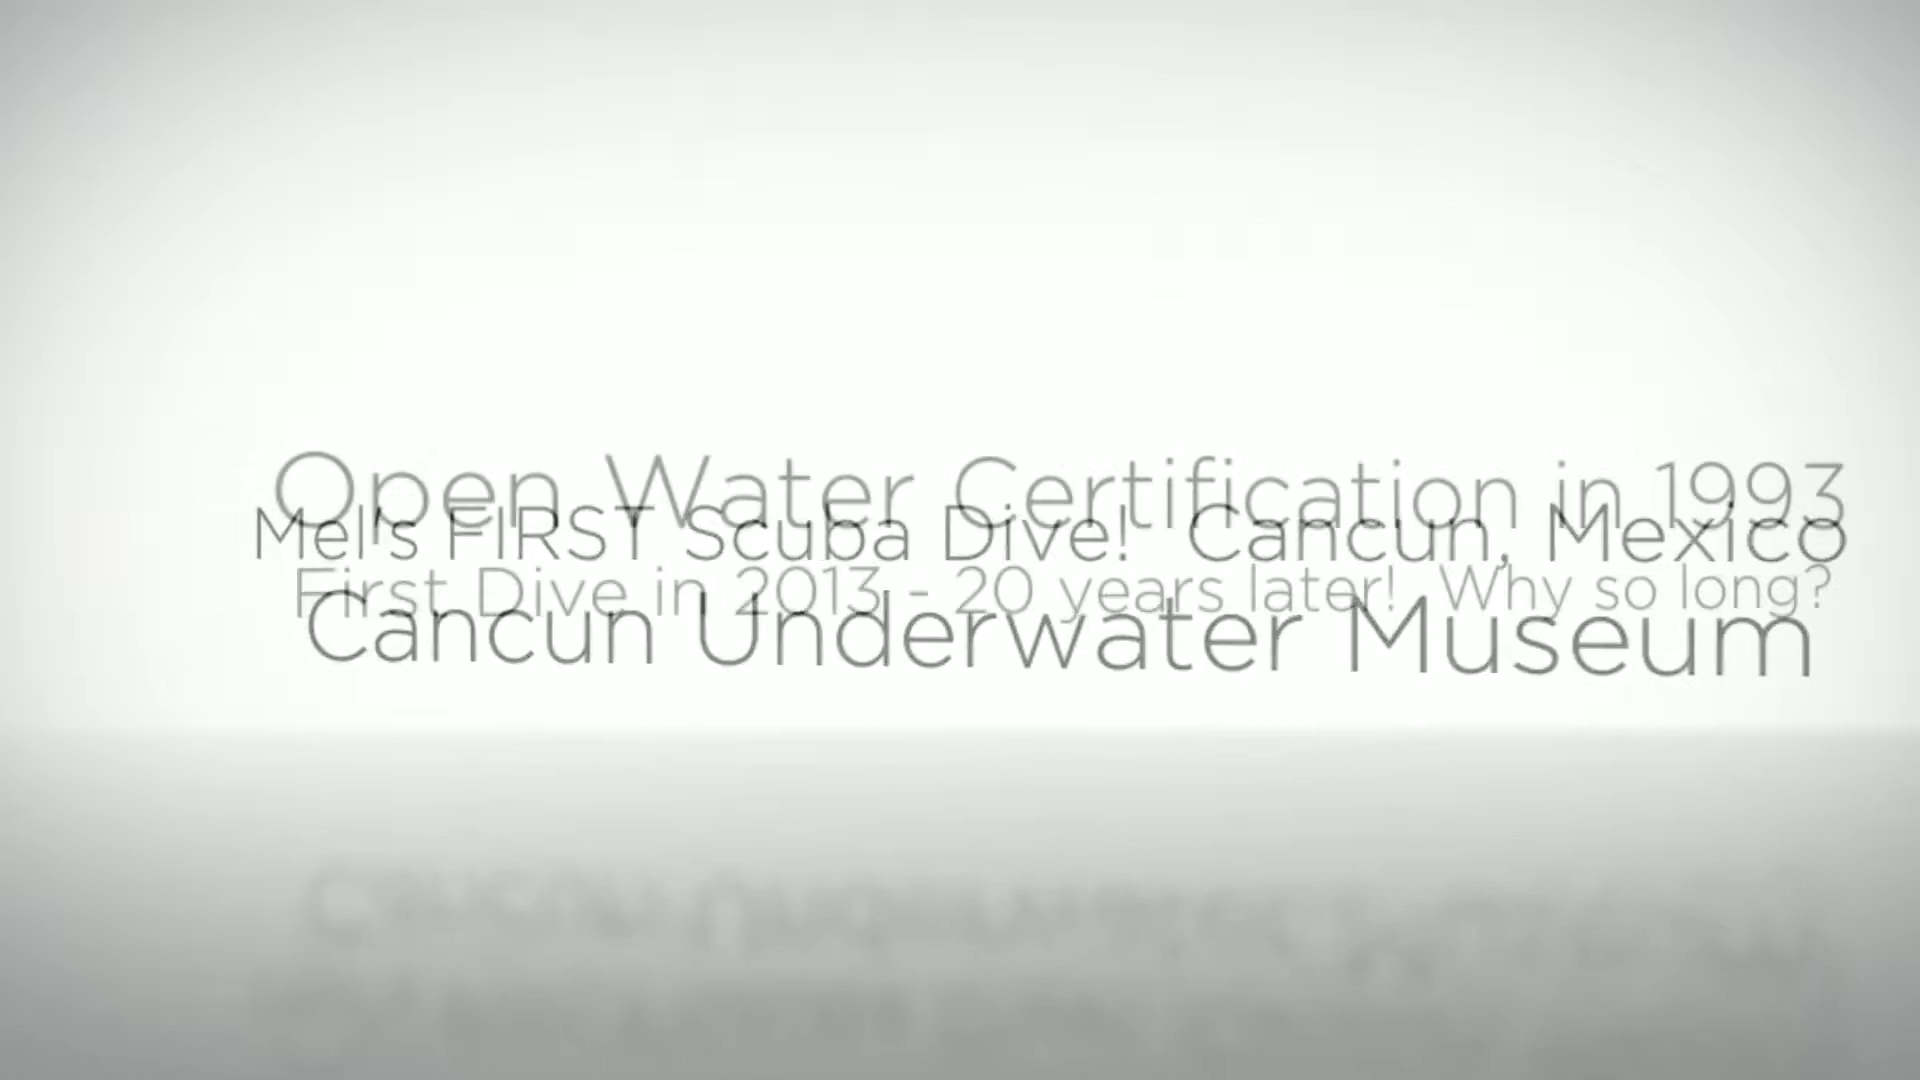 Open Water Certification in 1993
Mel's FIRST Scuba Dive! Cancun, Mexico
First Dive in 2013 - 20 years later! Why so long?
Cancun Underwater Museum